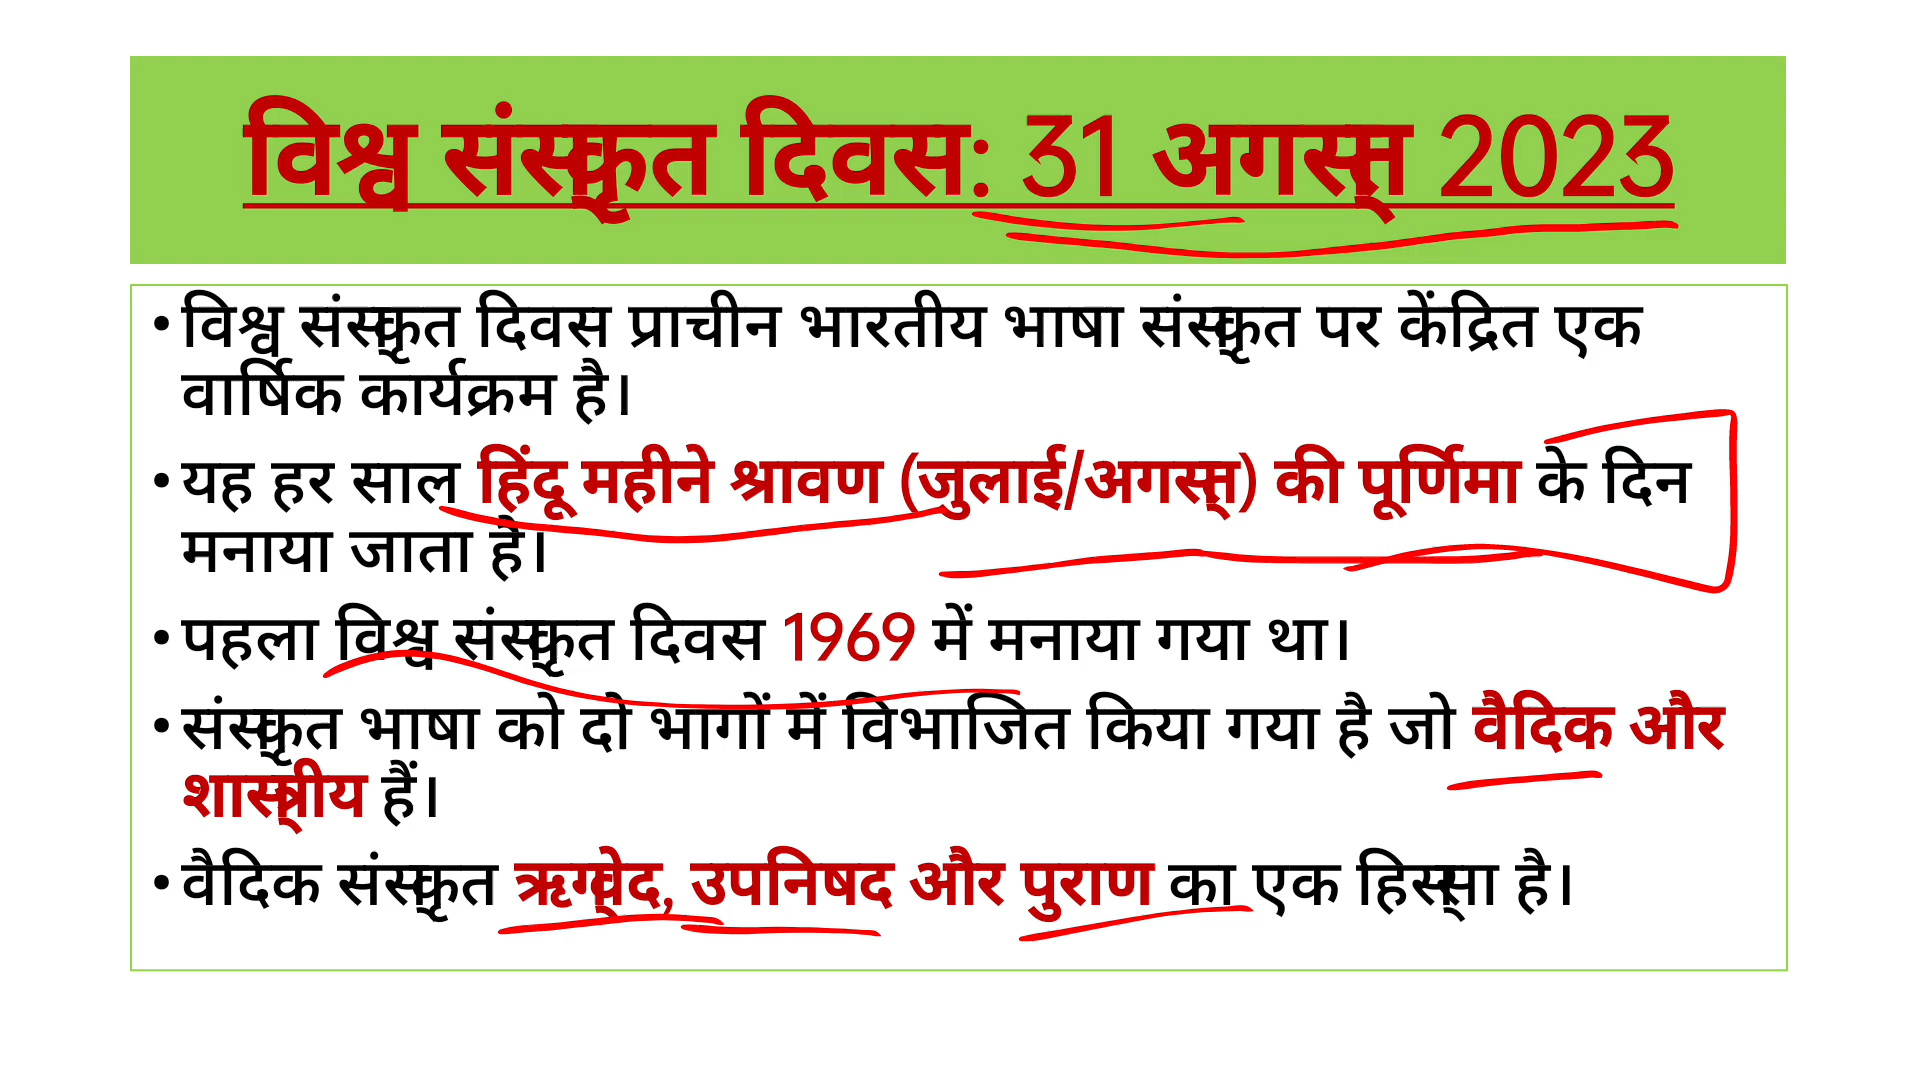 विश्व संस्कृत दिवस: 31 अगस्त 2023
• विश्व संस्कृत दिवस प्राचीन भारतीय भाषा संस्कृत पर केंद्रित एक
वार्षिक कार्यक्रम है।
• यह हर साल हिंदू महीने श्रावण (जुलाई/अगस्त) की पूर्णिमा के दिन
मनाया जाता है।
• पहला विश्व संस्कृत दिवस 1969 में मनाया गया था।
• संस्कृत भाषा को दो भागों में विभाजित किया गया है जो वैदिक और
शास्त्रीय हैं।
• वैदिक संस्कृत ऋग्वेद, उपनिषद और पुराण का एक हिस्सा है।